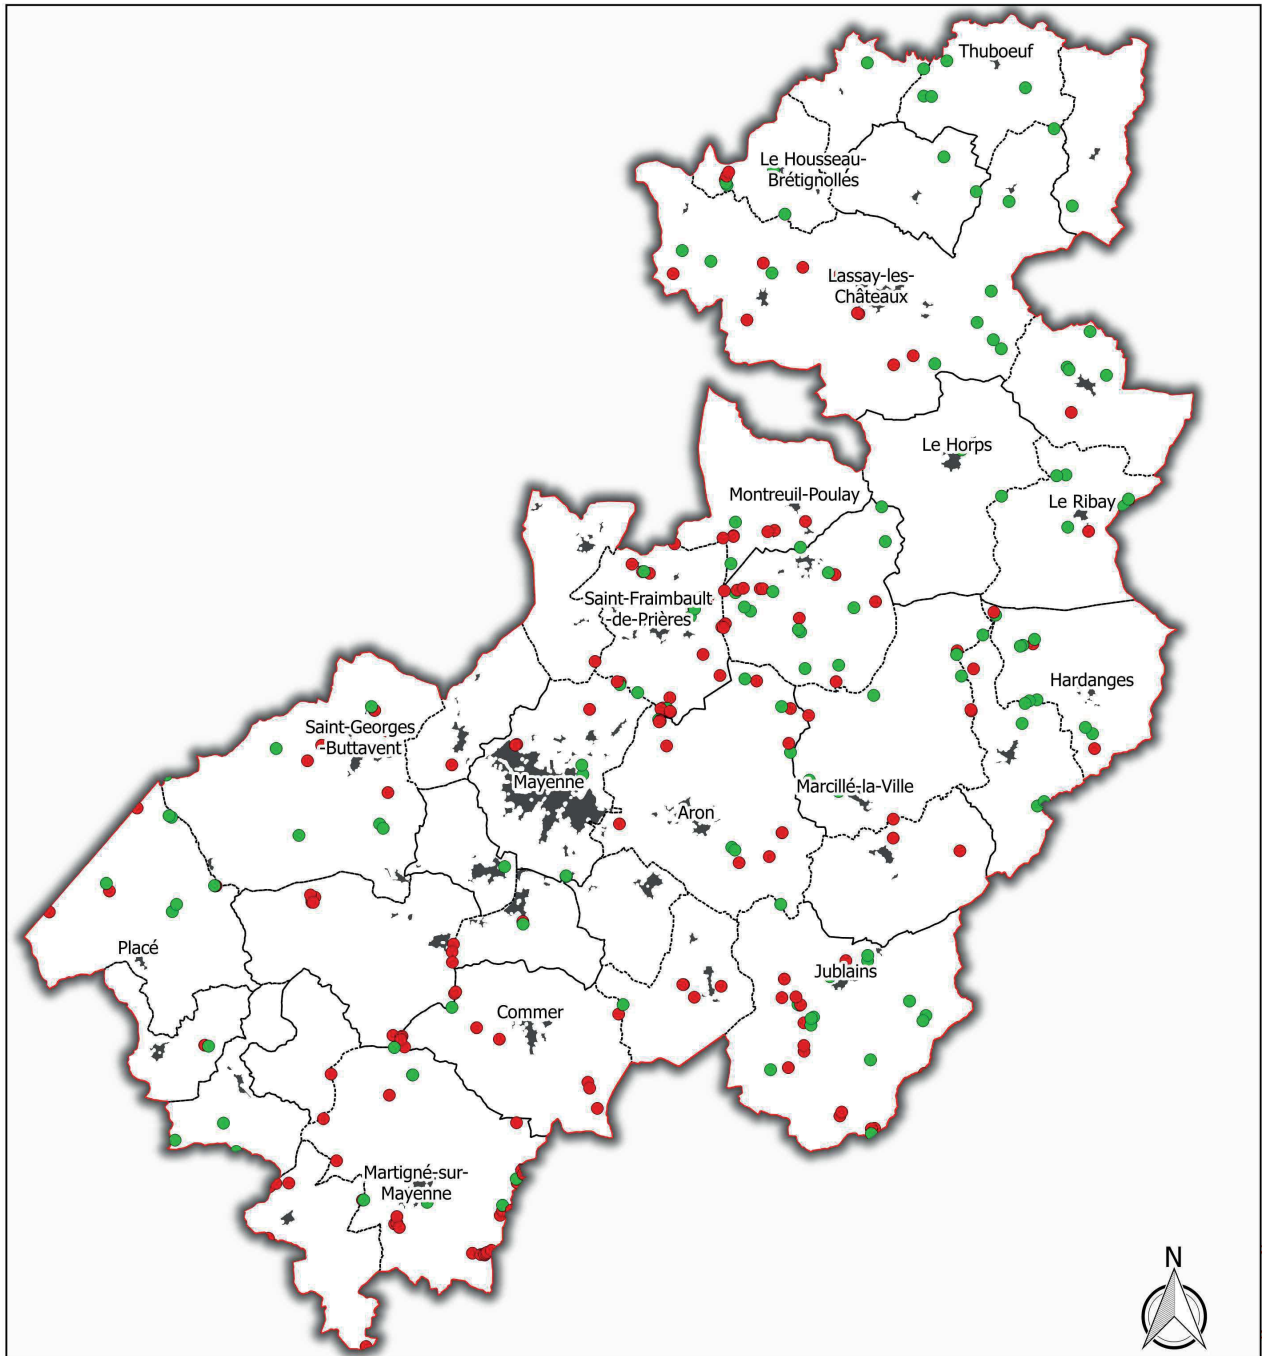 Thuboeuf
Le Housseau-
Brétignolles
Lassay-les-
Châteaux
Le Horps
Montreuil-Poulay
Le Ribay
Saint-Fraimbault
-de-Prières
Hardanges
Saint-Georges
-Buttavent
Mayenne
Marcillé-la-Ville
Aron
Placé
Jublains
Commer
Martigné-sur-
Mayenne
N